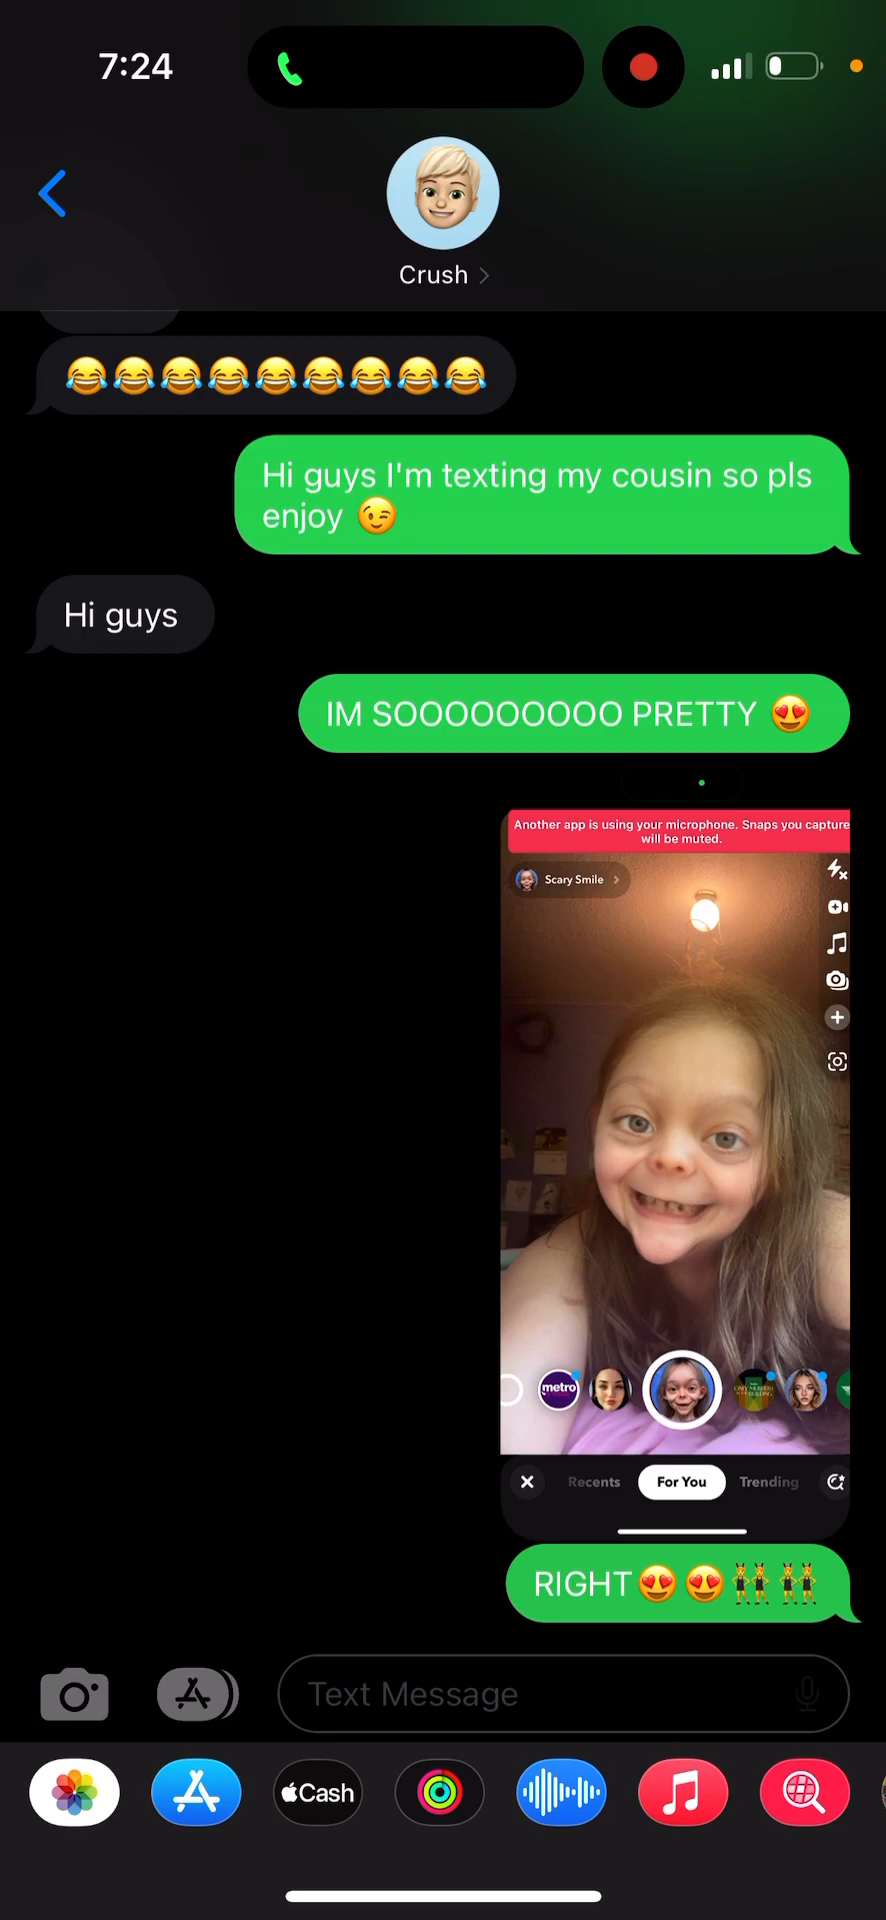 7:24
Crush
😂😂😂😂😂😂😂😂😂
Hi guys I'm texting my cousin so pls
enjoy 😉
Hi guys
IM SOOOOOOOOO PRETTY 😍
Another app is using your microphone. Snaps you capture
will be muted.
Scary Smile
metro
Recents
For You
Trending
RIGHT😍😍👯👯
Text Message
Cash